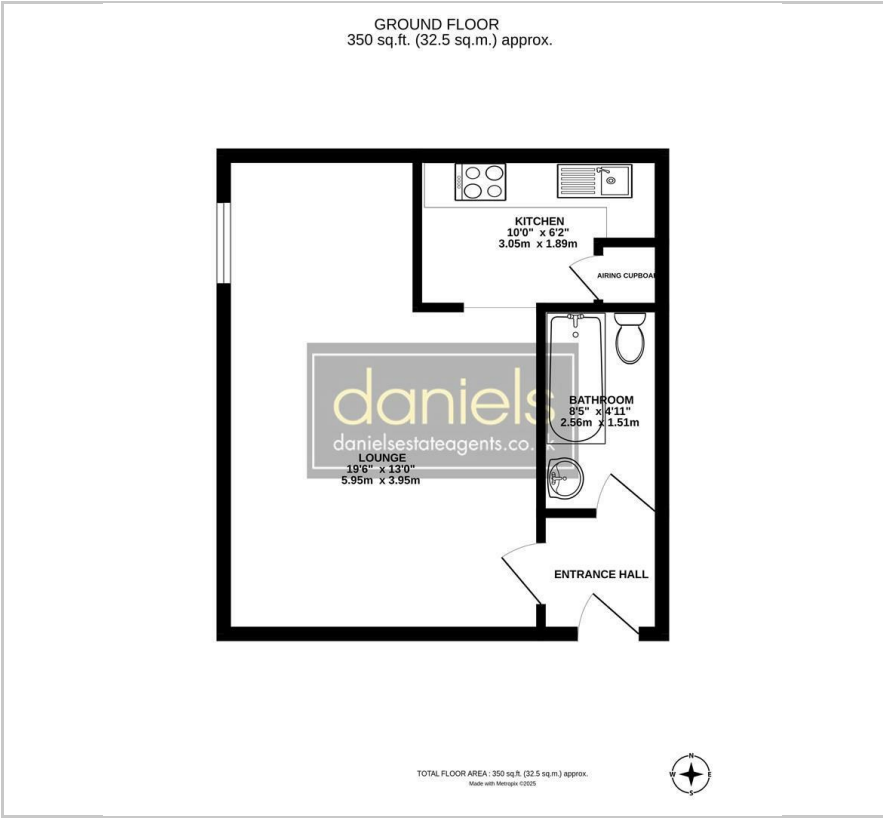 GROUND FLOOR
350 sq.ft. (32.5 sq.m.) approx.
KITCHEN
10'0" x 6'2"
3.05m x 1.89m
AIRING CUPBOA
daniels
danielsestateagents.co. k
BATHROOM
8'5" x 4'11"
2.56m x 1.51m
LOUNGE
19'6" x 13'0"
5.95m x 3.95m
ENTRANCE HALL
TOTAL FLOOR AREA : 350 sq.ft. (32.5 sq.m.) approx.
Made with Metropix ©2025
N
W E
S